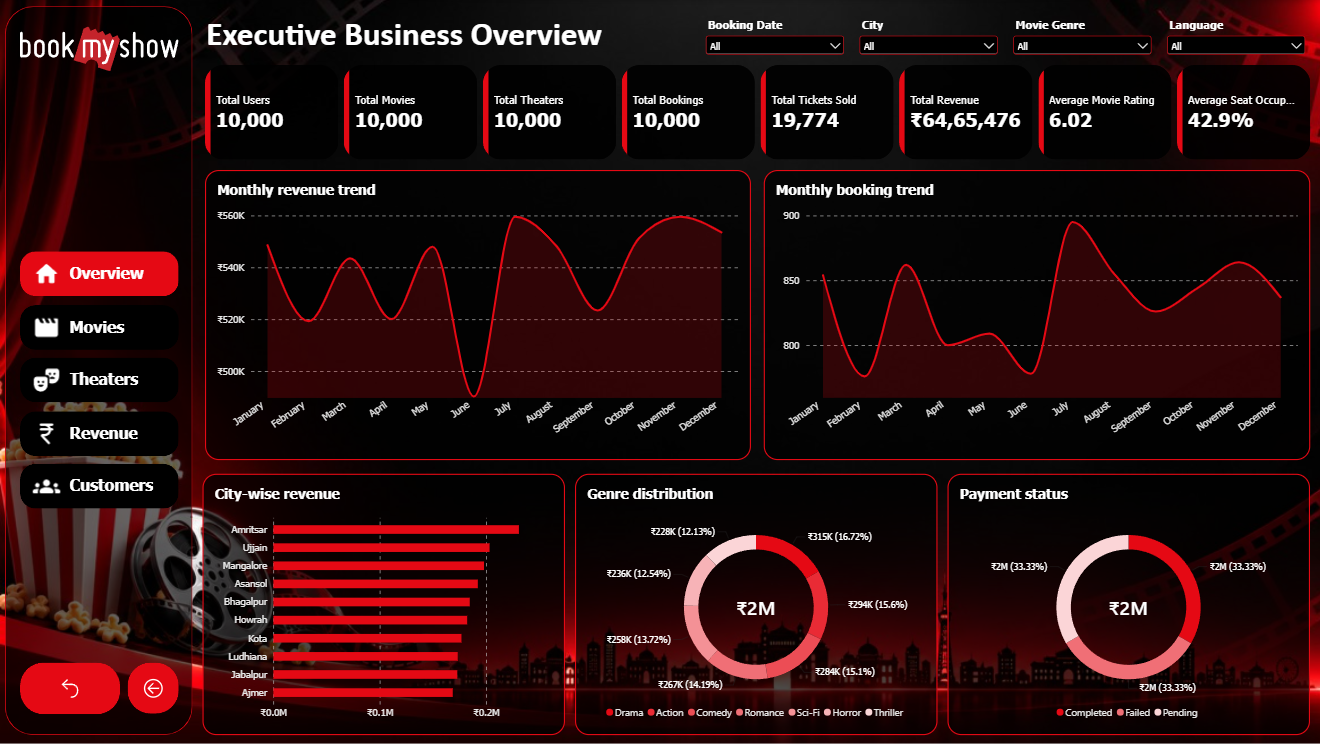 bookmyshow
Executive Business Overview
Booking Date
All
City
All
Movie Genre
All
Language
All
Overview
Movies
Theaters
Revenue
Customers
Total Users
10,000
Total Movies
10,000
Total Theaters
10,000
Total Bookings
10,000
Total Tickets Sold
19,774
Total Revenue
₹64,65,476
Average Movie Rating
6.02
Average Seat Occup...
42.9%
Monthly revenue trend
₹560K
₹540K
₹520K
₹500K
January
February
March
April
May
June
July
August
September
October
November
December
Monthly booking trend
900
850
800
January
February
March
April
May
June
July
August
September
October
November
December
City-wise revenue
Amritsar
Ujjain
Mangalore
Asansol
Bhagalpur
Howrah
Kota
Ludhiana
Jabalpur
Ajmer
₹0.0M
₹0.1M
₹0.2M
Genre distribution
₹315K (16.72%)
₹294K (15.6%)
₹284K (15.1%)
₹267K (14.19%)
₹258K (13.72%)
₹236K (12.54%)
₹228K (12.13%)
₹2M
Drama Action Comedy Romance Sci-Fi Horror Thriller
Payment status
₹2M (33.33%)
₹2M (33.33%)
₹2M (33.33%)
₹2M
Completed Failed Pending